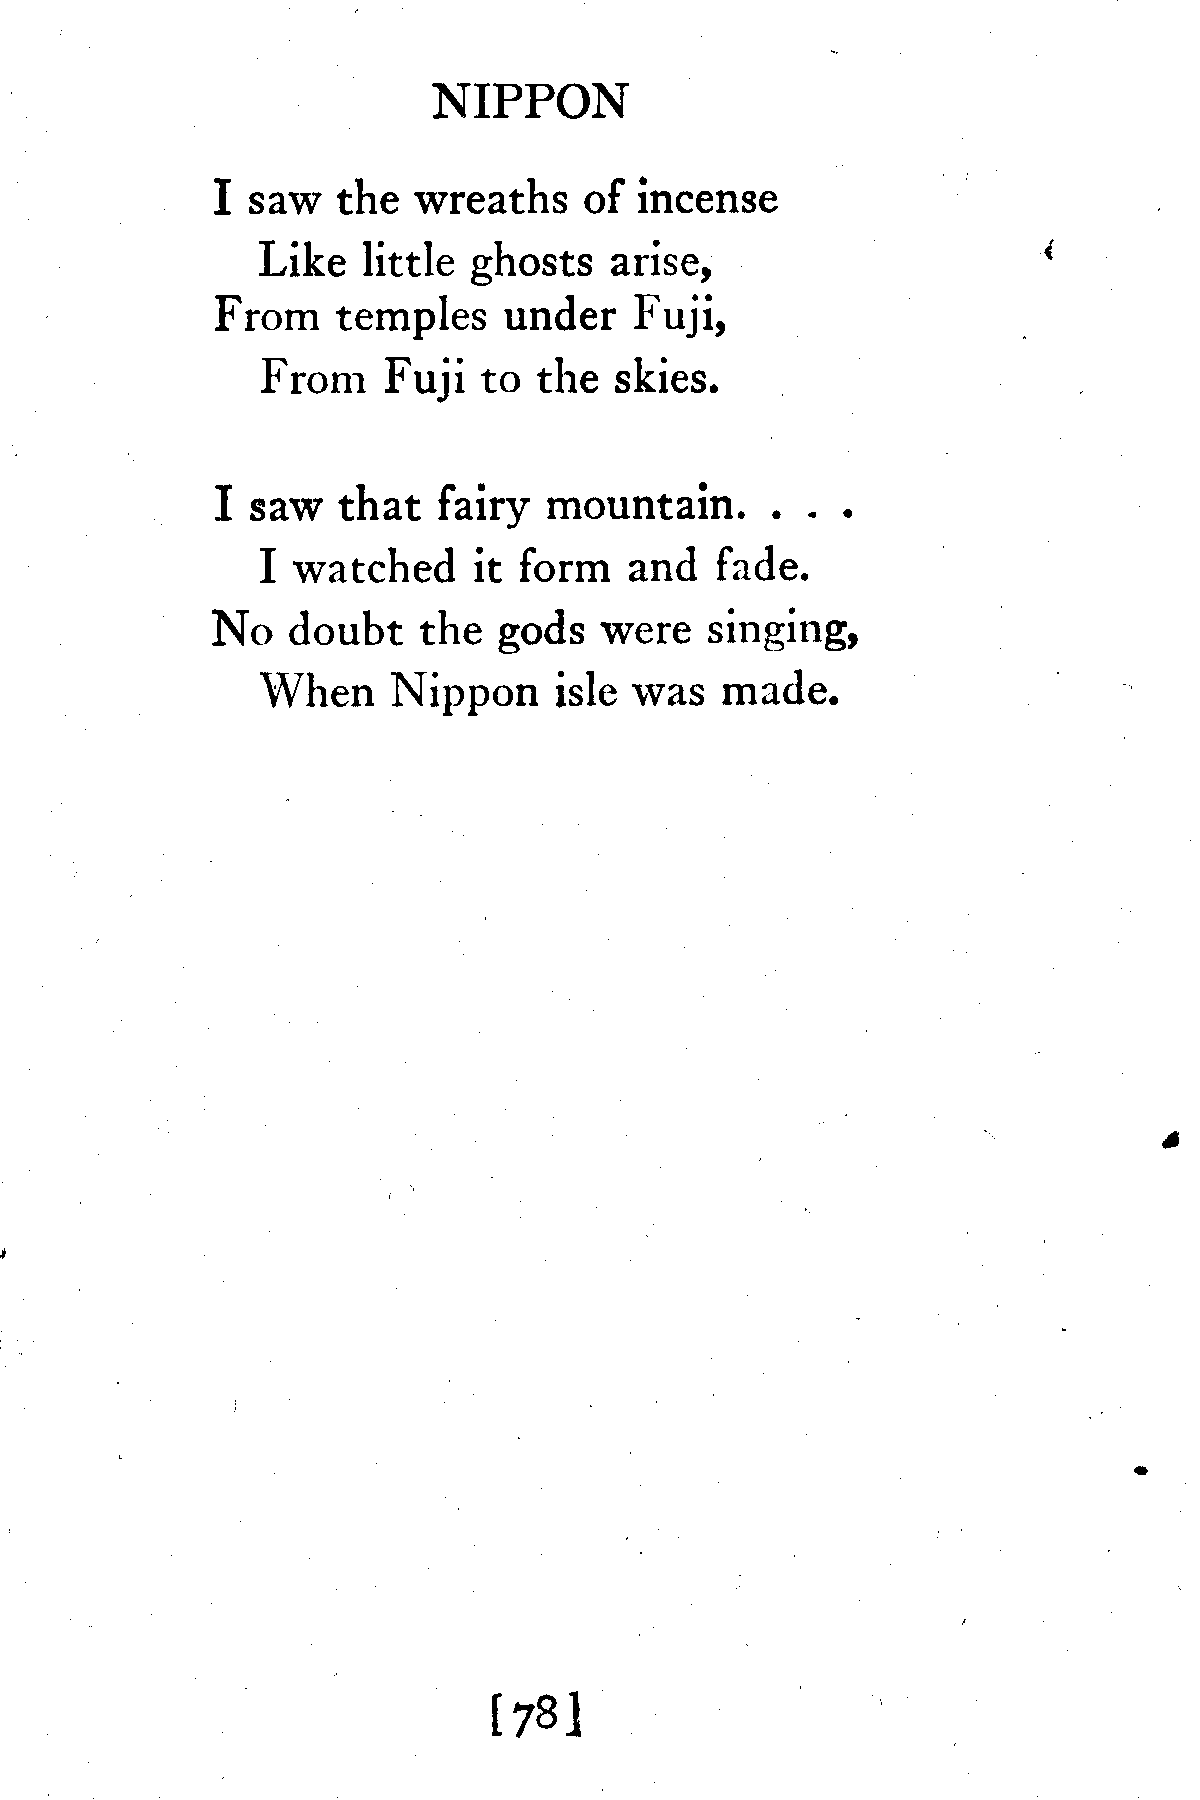 NIPPON
I saw the wreaths of incense
Like little ghosts arise,
From temples under Fuji,
From Fuji to the skies.
I saw that fairy mountain. . . .
I watched it form and fade.
No doubt the gods were singing,
When Nippon isle was made.
[78]